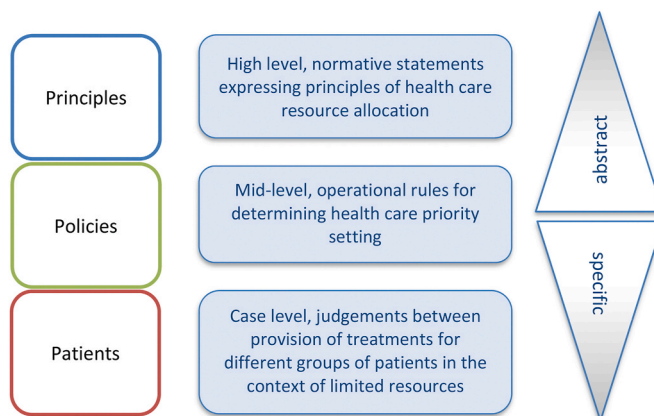 Principles
High level, normative statements
expressing principles of health care
resource allocation
abstract
Policies
Mid-level, operational rules for
determining health care priority
setting
specific
Patients
Case level, judgements between
provision of treatments for
different groups of patients in the
context of limited resources